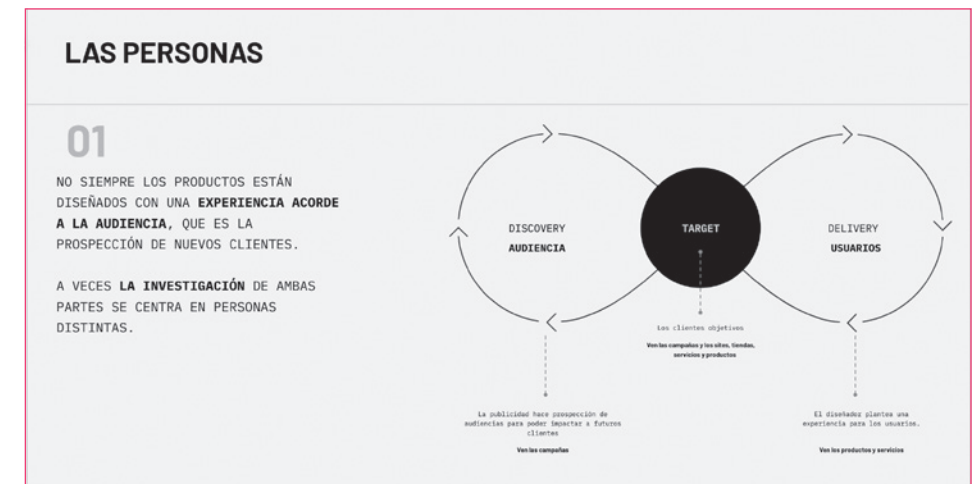 LAS PERSONAS
01
NO SIEMPRE LOS PRODUCTOS ESTÁN
DISEÑADOS CON UNA EXPERIENCIA ACORDE
A LA AUDIENCIA, QUE ES LA
PROSPECCIÓN DE NUEVOS CLIENTES.
A VECES LA INVESTIGACIÓN DE AMBAS
PARTES SE CENTRA EN PERSONAS
DISTINTAS.
DISCOVERY
AUDIENCIA
TARGET
DELIVERY
USUARIOS
Los clientes objetivos
Ven las campañas y los sitos, tiendas,
servicios y productos
La publicidad hace prospección de
audiencias para poder impactar a futuros
clientes
Ven las campañas
El diseñador plantea una
experiencia para los usuarios.
Ven los productos y servicios